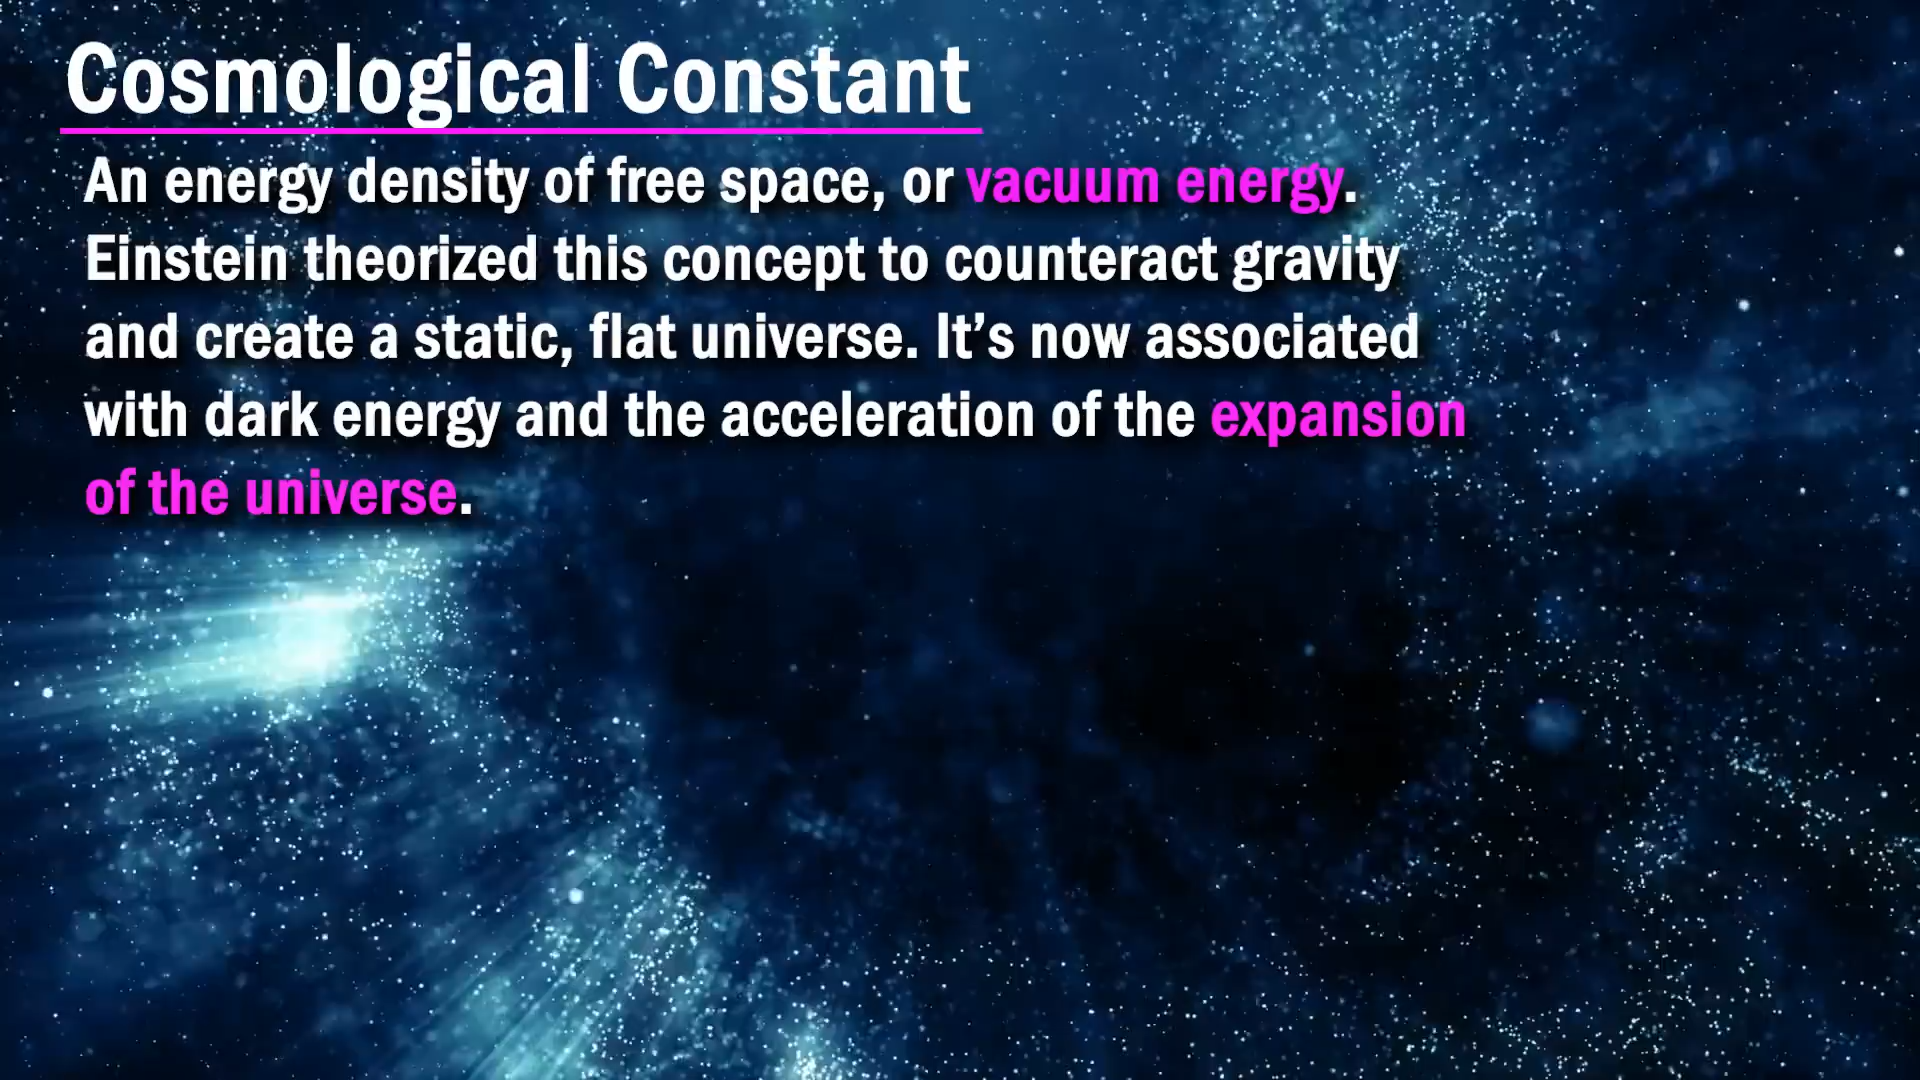 Cosmological Constant
An energy density of free space, or vacuum energy.
Einstein theorized this concept to counteract gravity
and create a static, flat universe. It’s now associated
with dark energy and the acceleration of the expansion
of the universe.